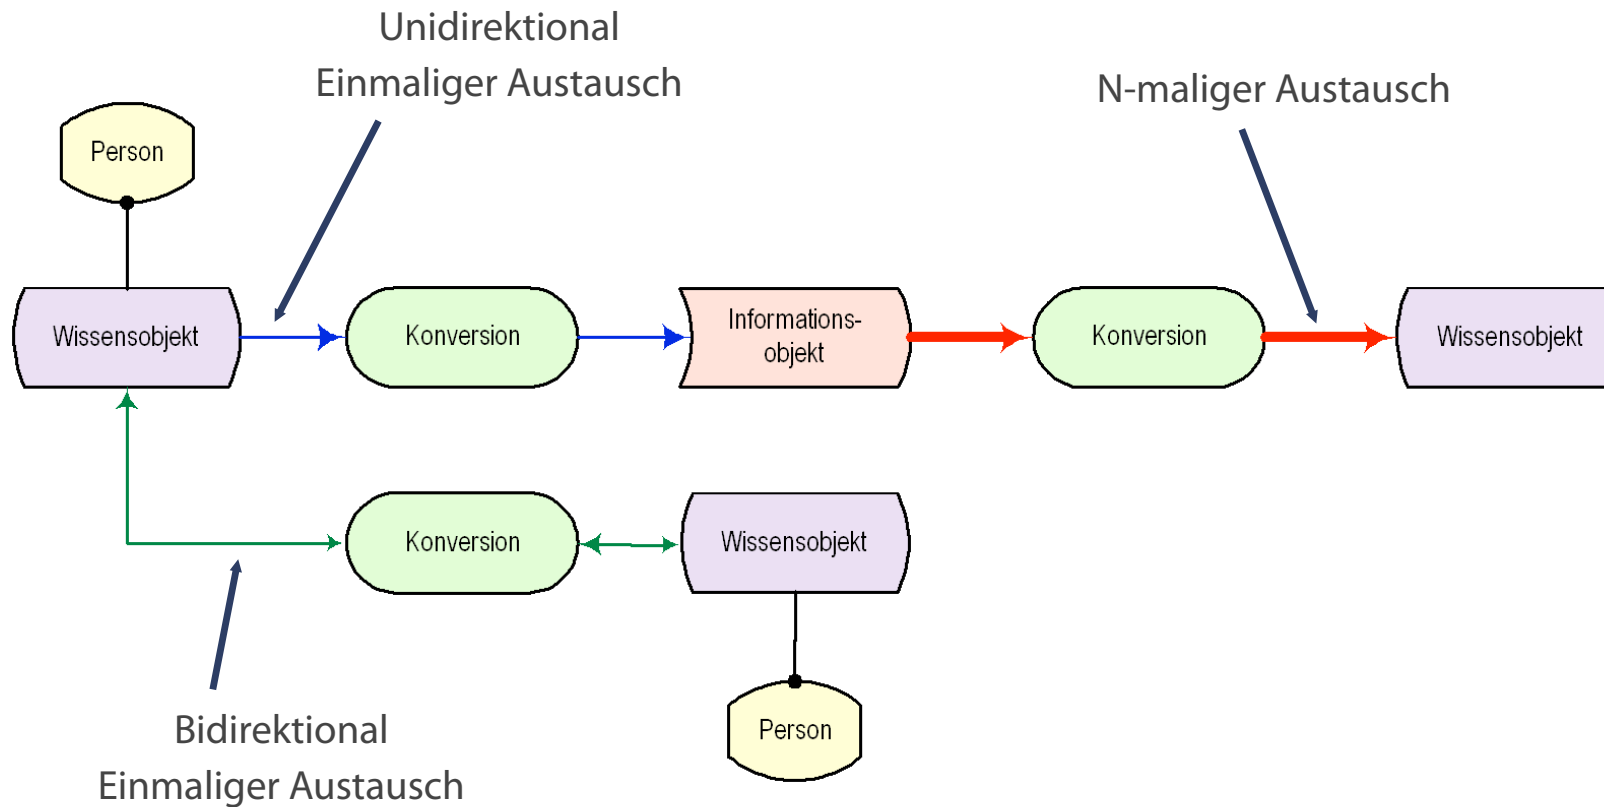 Unidirektional
Einmaliger Austausch
N-maliger Austausch
Person
Wissensobjekt
Konversion
Informations-
objekt
Konversion
Wissensobjekt
Konversion
Wissensobjekt
Person
Bidirektional
Einmaliger Austausch